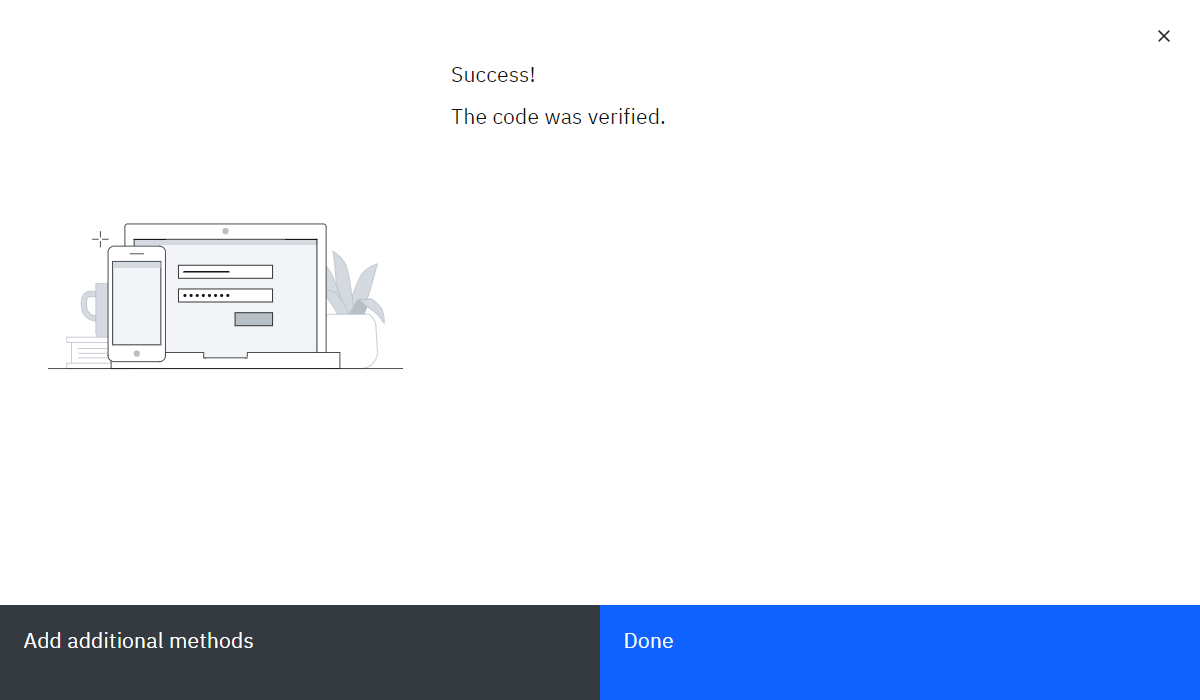 Success!
The code was verified.
Add additional methods
Done